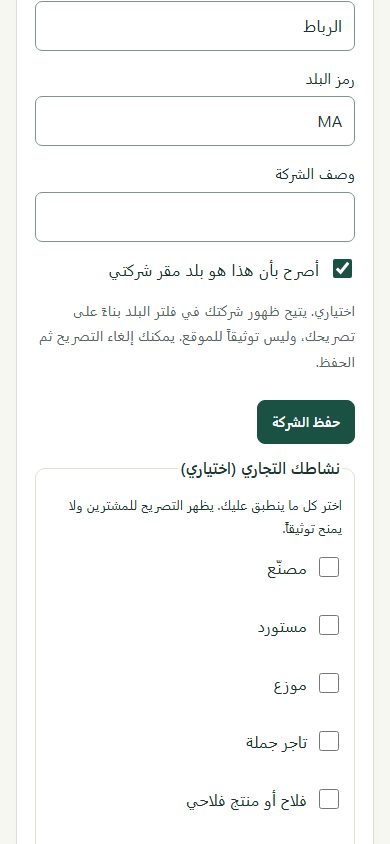 الرباط
رمز البلد
MA
وصف الشركة
أصرح بأن هذا هو بلد مقر شركتي
اختياري. يتيح ظهور شركتك في فلتر البلد بناءً على
تصريحك، وليس توثيقاً للموقع. يمكنك إلغاء التصريح ثم
الحفظ.
حفظ الشركة
نشاطك التجاري (اختياري)
اختر كل ما ينطبق عليك. يظهر التصريح للمشترين ولا
يمنح توثيقاً.
مصنّع
مستورد
موزع
تاجر جملة
فلاح أو منتج فلاحي